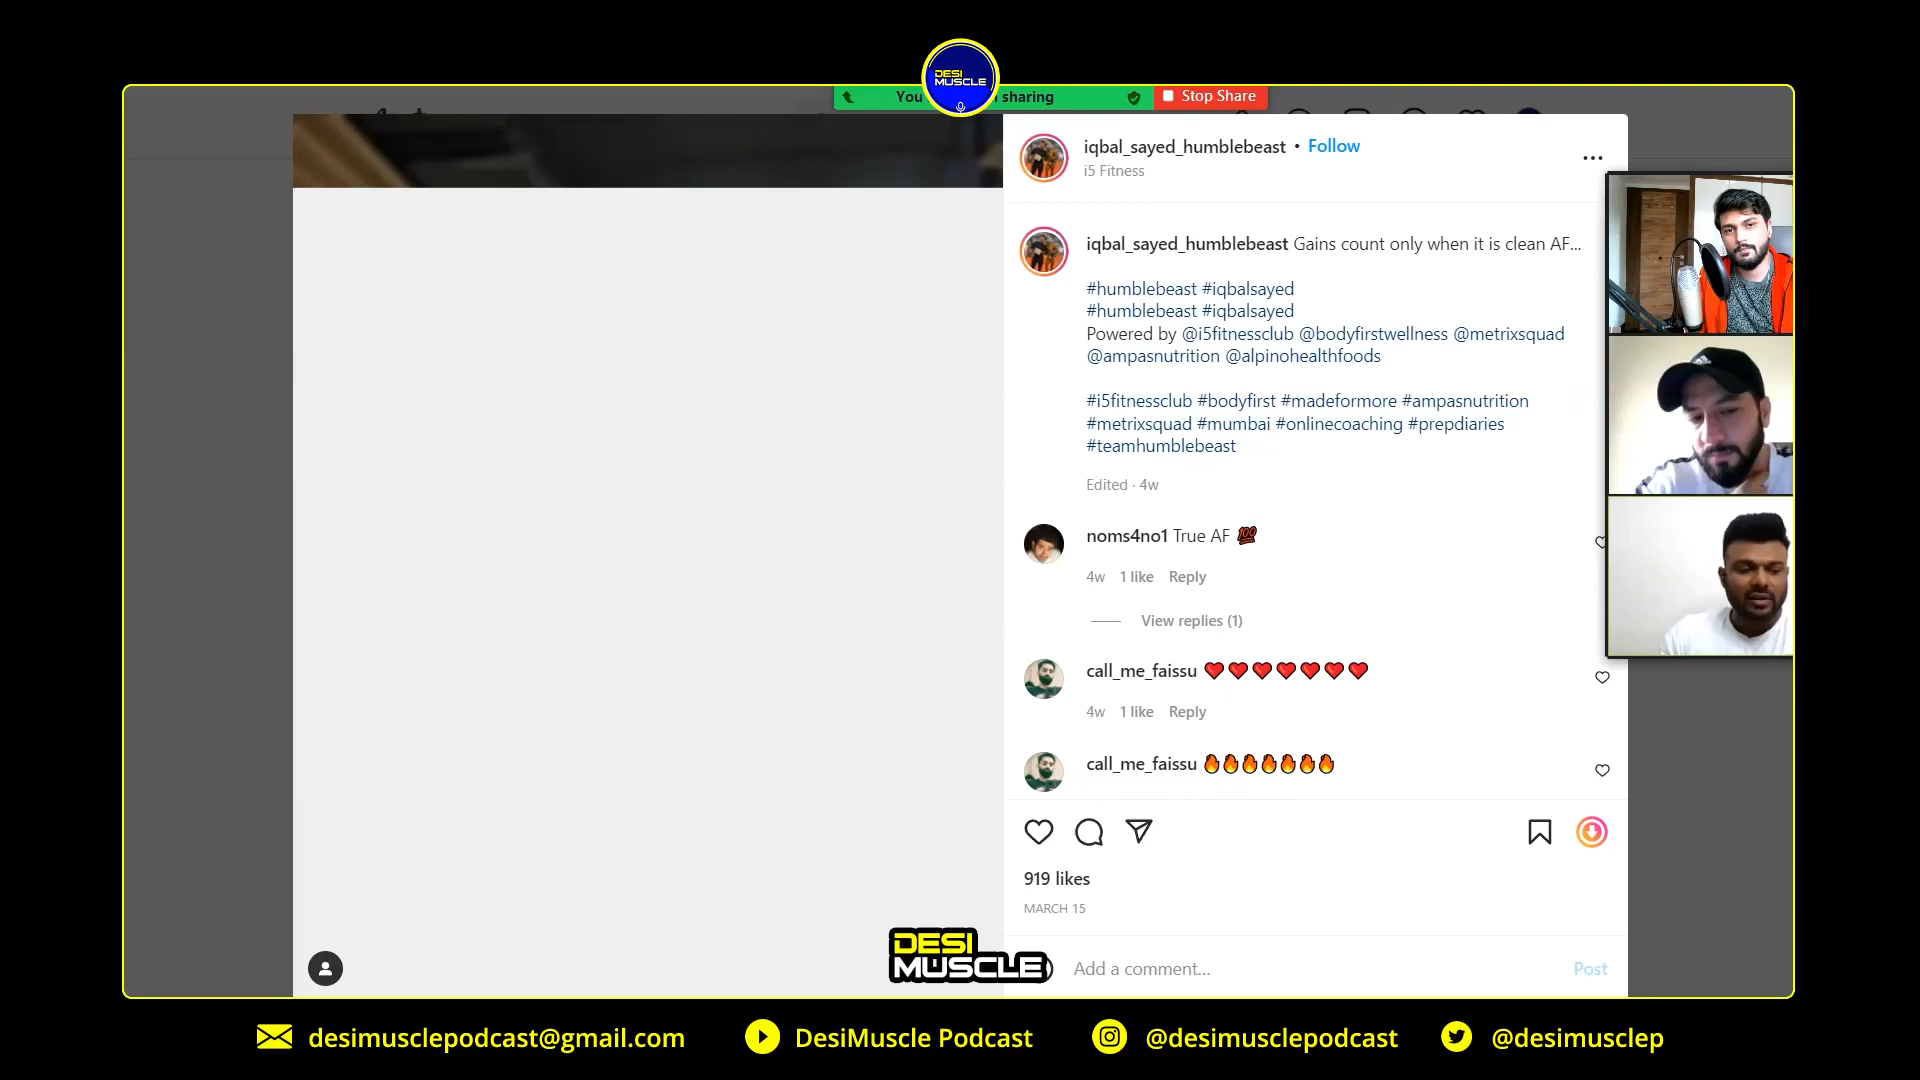 DESI
MUSCLE
You
sharing
Stop Share
iqbal_sayed_humblebeast • Follow
i5 Fitness
iqbal_sayed_humblebeast Gains count only when it is clean AF...
#humblebeast #iqbalsayed
#humblebeast #iqbalsayed
Powered by @i5fitnessclub @bodyfirstwellness @metrixsquad
@ampasnutrition @alpinohealthfoods
#i5fitnessclub #bodyfirst #madeformore #ampasnutrition
#metrixsquad #mumbai #onlinecoaching #prepdiaries
#teamhumblebeast
Edited · 4w
noms4no1 True AF 💯
4w 1 like Reply
View replies (1)
call_me_faissu ❤️❤️❤️❤️❤️❤️❤️
4w 1 like Reply
call_me_faissu 🔥🔥🔥🔥🔥🔥🔥
919 likes
MARCH 15
DESI
MUSCLE
Add a comment...
Post
desimusclepodcast@gmail.com
DesiMuscle Podcast
@desimusclepodcast
@desimusclep